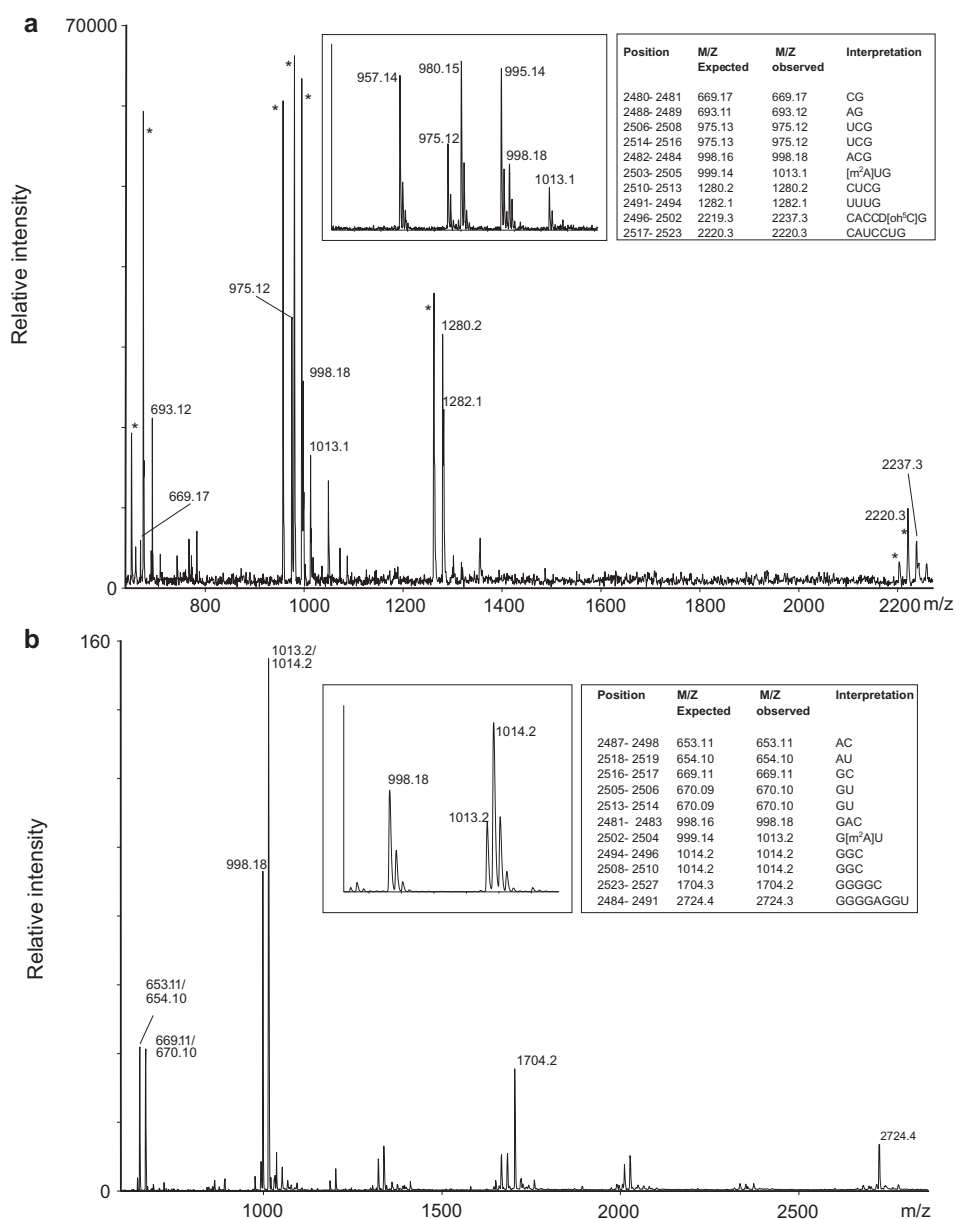 a
70000
Relative intensity
0
*
*
*
*
*
*
*
*
669.17
693.12
975.12
998.18
1013.1
1280.2
1282.1
2220.3
2237.3
800
1000
1200
1400
1600
1800
2000
2200
m/z
957.14
975.12
980.15
995.14
998.18
1013.1
Position M/Z Expected M/Z observed Interpretation
2480- 2481 669.17 669.17 CG
2488- 2489 693.11 693.12 AG
2506- 2508 975.13 975.12 UCG
2514- 2516 975.13 975.12 UCG
2482- 2484 998.16 998.18 ACG
2503- 2505 999.14 1013.1 [m²A]UG
2510- 2513 1280.2 1280.2 CUCG
2491- 2494 1282.1 1282.1 UUUG
2496- 2502 2219.3 2237.3 CACCD[oh⁵C]G
2517- 2523 2220.3 2220.3 CAUCCUG
b
160
Relative intensity
0
653.11/
654.10
669.11/
670.10
998.18
1013.2/
1014.2
1704.2
2724.4
1000
1500
2000
2500
m/z
998.18
1013.2
1014.2
Position M/Z Expected M/Z observed Interpretation
2487- 2498 653.11 653.11 AC
2518- 2519 654.10 654.10 AU
2516- 2517 669.11 669.11 GC
2505- 2506 670.09 670.10 GU
2513- 2514 670.09 670.10 GU
2481- 2483 998.16 998.18 GAC
2502- 2504 999.14 1013.2 G[m²A]U
2494- 2496 1014.2 1014.2 GGC
2508- 2510 1014.2 1014.2 GGC
2523- 2527 1704.3 1704.2 GGGGC
2484- 2491 2724.4 2724.3 GGGGAGGU